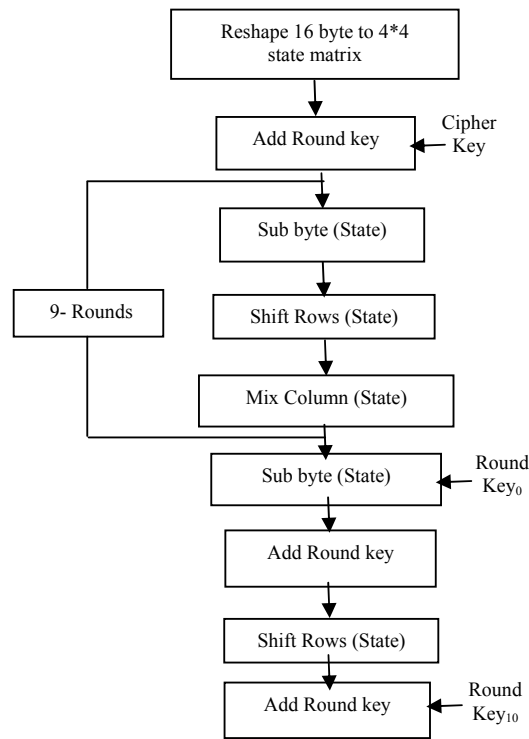 Reshape 16 byte to 4*4
state matrix
Add Round key
Cipher
Key
Sub byte (State)
9- Rounds
Shift Rows (State)
Mix Column (State)
Sub byte (State)
Round
Key₀
Add Round key
Shift Rows (State)
Add Round key
Round
Key₁₀